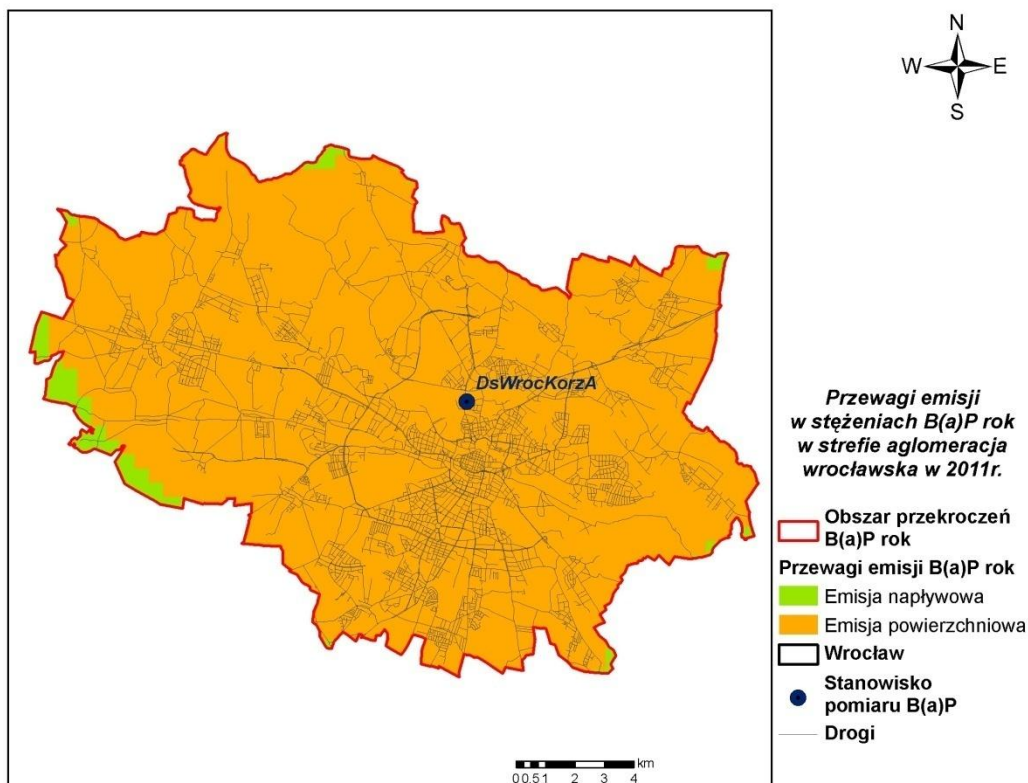 N
W E
S
DsWrocKorzA
Przewagi emisji
w stężeniach B(a)P rok
w strefie aglomeracja
wrocławska w 2011r.
Obszar przekroczeń
B(a)P rok
Przewagi emisji B(a)P rok
Emisja napływowa
Emisja powierzchniowa
Wrocław
Stanowisko
pomiaru B(a)P
Drogi
km
0 0.5 1 2 3 4